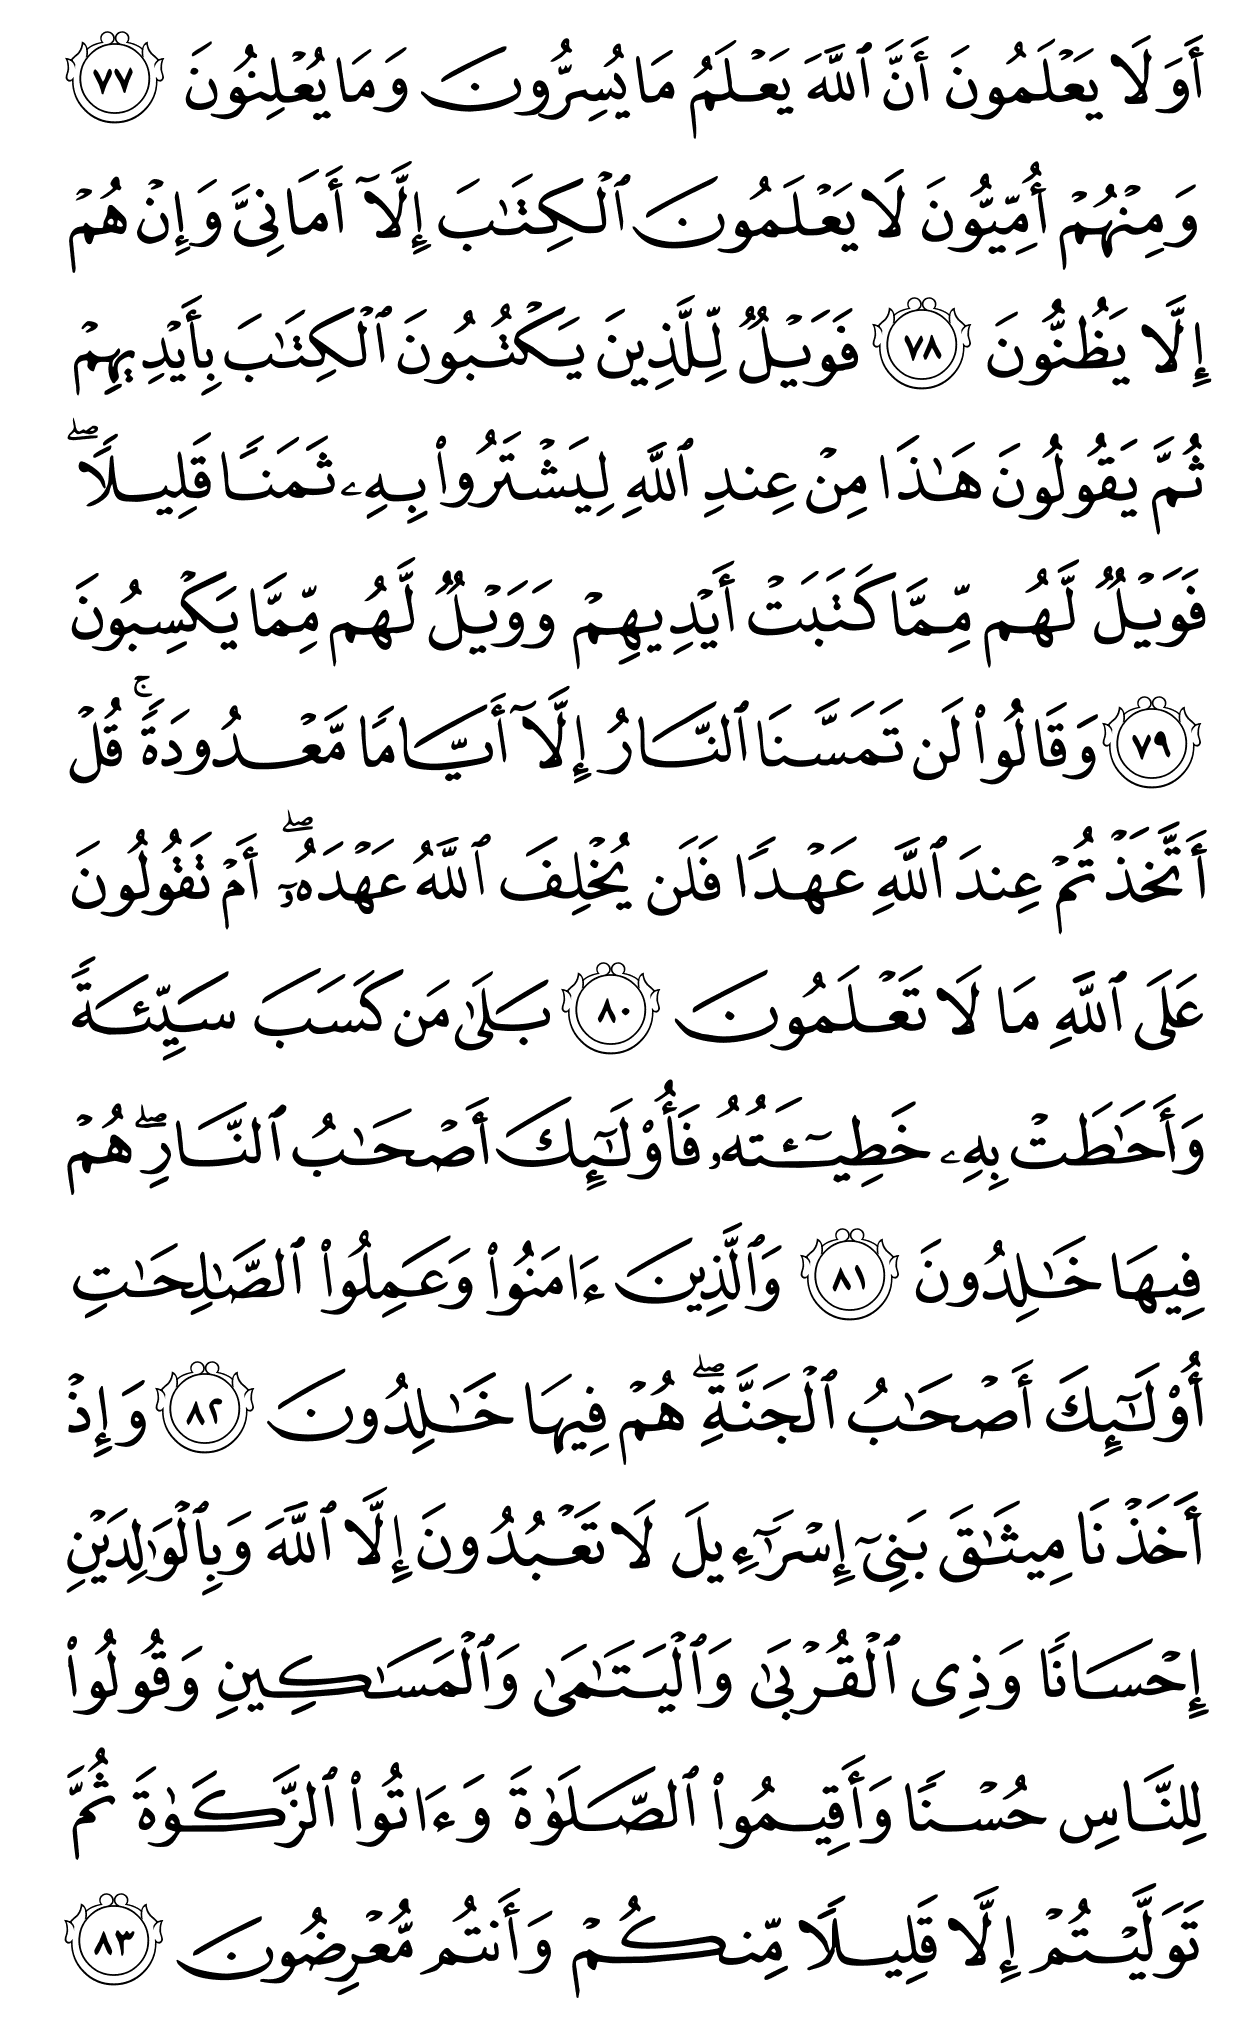 أَوَلَا يَعۡلَمُونَ أَنَّ ٱللَّهَ يَعۡلَمُ مَا يُسِرُّونَ وَمَا يُعۡلِنُونَ ٧٧
وَمِنۡهُمۡ أُمِّيُّونَ لَا يَعۡلَمُونَ ٱلۡكِتَٰبَ إِلَّآ أَمَانِيَّ وَإِنۡ هُمۡ
إِلَّا يَظُنُّونَ ٧٨ فَوَيۡلٞ لِّلَّذِينَ يَكۡتُبُونَ ٱلۡكِتَٰبَ بِأَيۡدِيهِمۡ
ثُمَّ يَقُولُونَ هَٰذَا مِنۡ عِندِ ٱللَّهِ لِيَشۡتَرُواْ بِهِۦ ثَمَنٗا قَلِيلٗاۖ
فَوَيۡلٞ لَّهُم مِّمَّا كَتَبَتۡ أَيۡدِيهِمۡ وَوَيۡلٞ لَّهُم مِّمَّا يَكۡسِبُونَ
٧٩ وَقَالُواْ لَن تَمَسَّنَا ٱلنَّارُ إِلَّآ أَيَّامٗا مَّعۡدُودَةٗۚ قُلۡ
أَتَّخَذۡتُمۡ عِندَ ٱللَّهِ عَهۡدٗا فَلَن يُخۡلِفَ ٱللَّهُ عَهۡدَهُۥٓۖ أَمۡ تَقُولُونَ
عَلَى ٱللَّهِ مَا لَا تَعۡلَمُونَ ٨٠ بَلَىٰ مَن كَسَبَ سَيِّئَةٗ
وَأَحَٰطَتۡ بِهِۦ خَطِيٓـَٔتُهُۥ فَأُوْلَٰٓئِكَ أَصۡحَٰبُ ٱلنَّارِۖ هُمۡ
فِيهَا خَٰلِدُونَ ٨١ وَٱلَّذِينَ ءَامَنُواْ وَعَمِلُواْ ٱلصَّٰلِحَٰتِ
أُوْلَٰٓئِكَ أَصۡحَٰبُ ٱلۡجَنَّةِۖ هُمۡ فِيهَا خَٰلِدُونَ ٨٢ وَإِذۡ
أَخَذۡنَا مِيثَٰقَ بَنِيٓ إِسۡرَٰٓءِيلَ لَا تَعۡبُدُونَ إِلَّا ٱللَّهَ وَبِٱلۡوَٰلِدَيۡنِ
إِحۡسَانٗا وَذِي ٱلۡقُرۡبَىٰ وَٱلۡيَتَٰمَىٰ وَٱلۡمَسَٰكِينِ وَقُولُواْ
لِلنَّاسِ حُسۡنٗا وَأَقِيمُواْ ٱلصَّلَوٰةَ وَءَاتُواْ ٱلزَّكَوٰةَ ثُمَّ
تَوَلَّيۡتُمۡ إِلَّا قَلِيلٗا مِّنكُمۡ وَأَنتُم مُّعۡرِضُونَ ٨٣